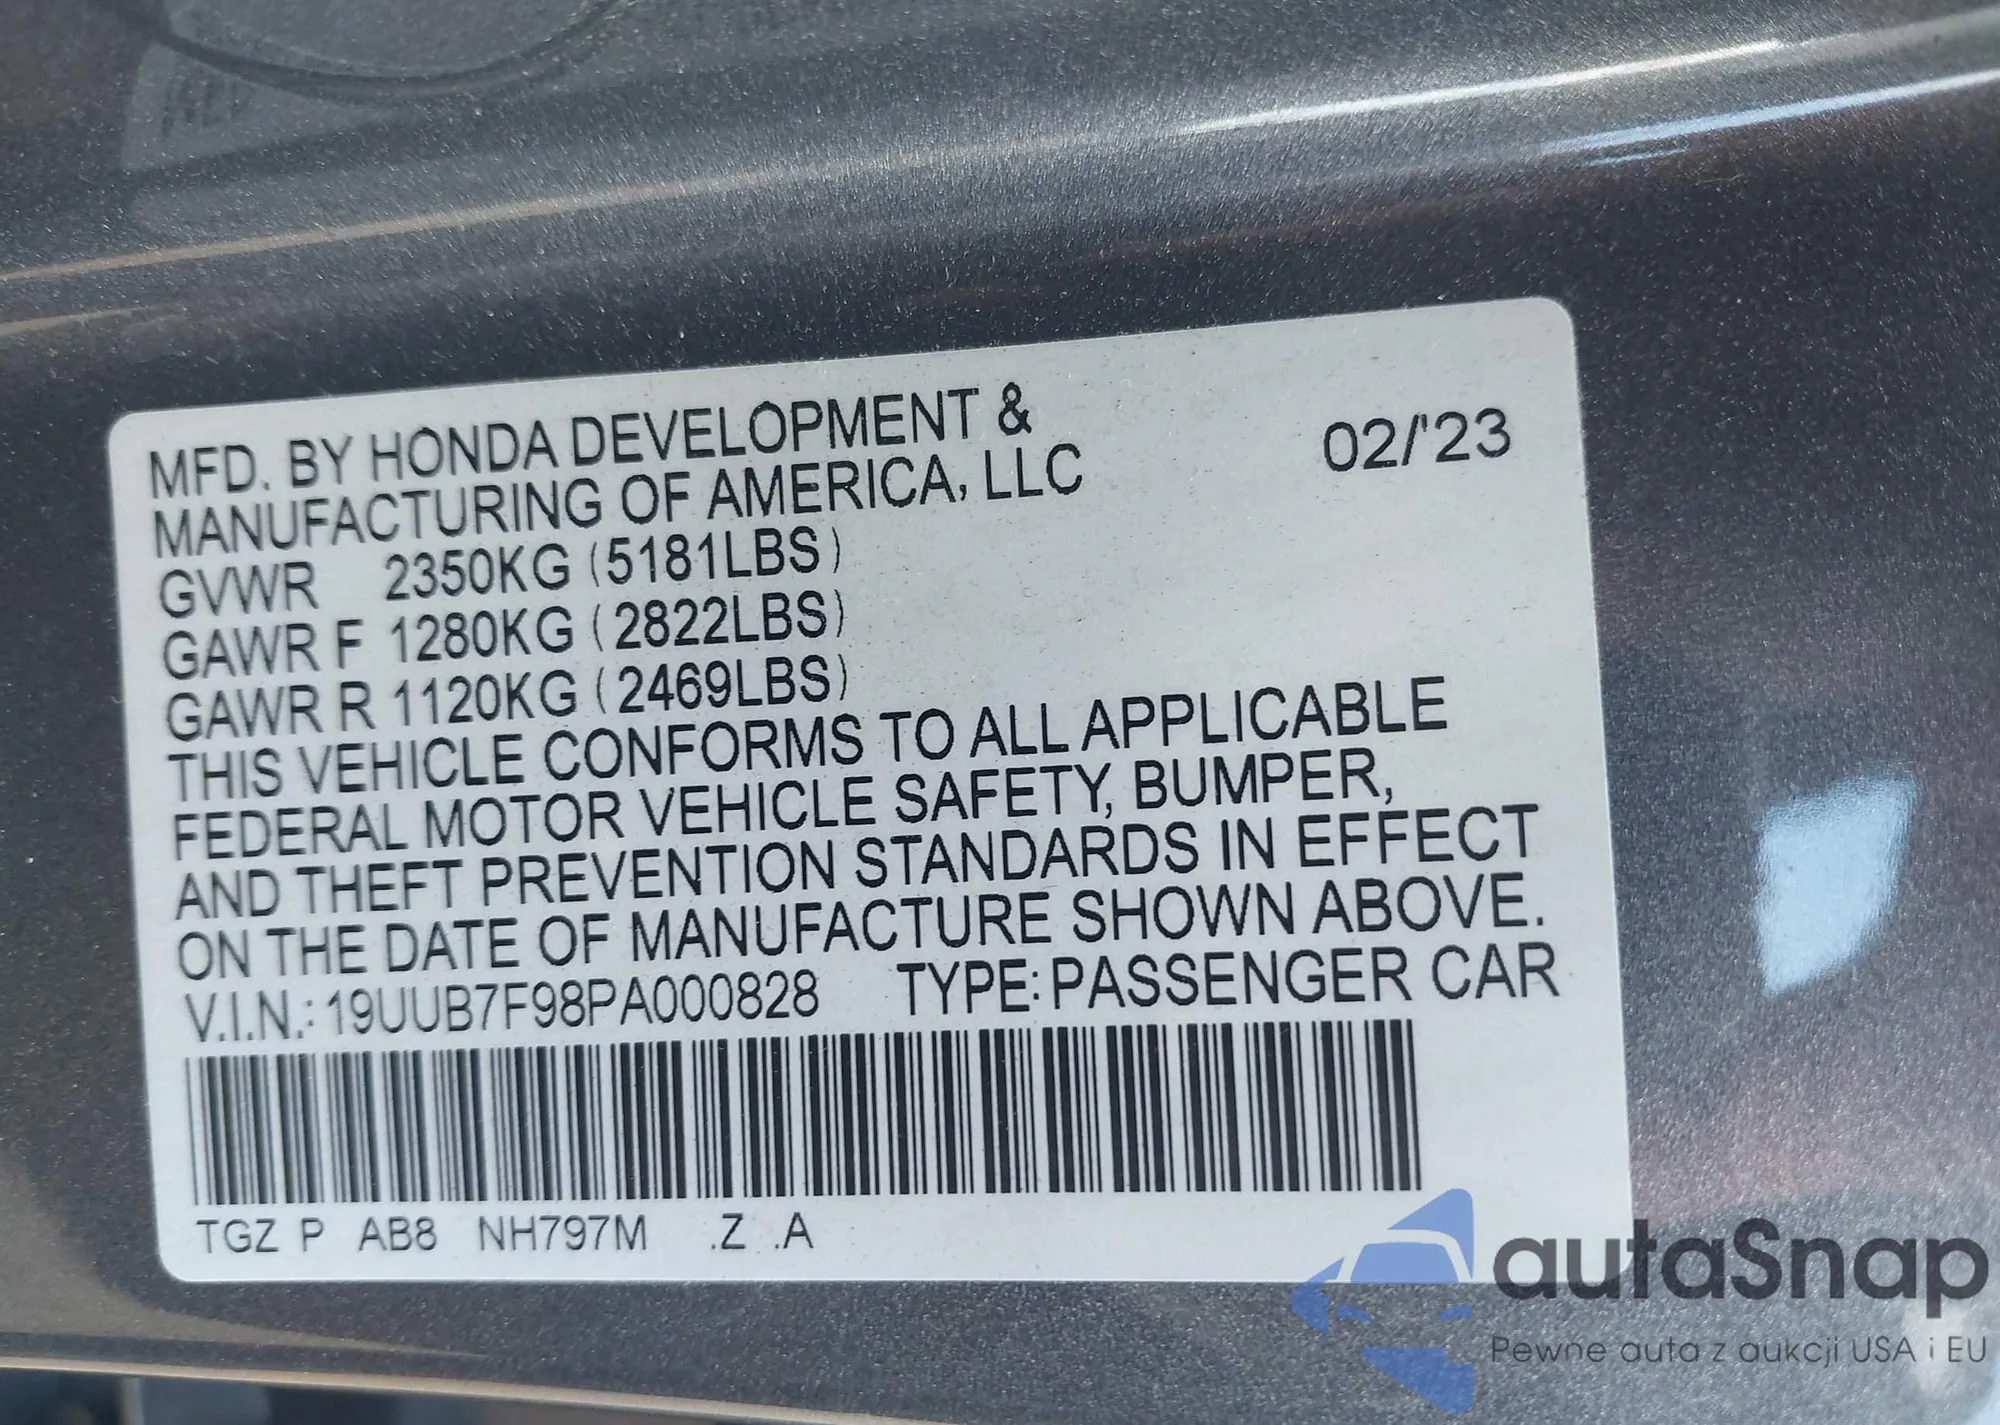 MFD. BY HONDA DEVELOPMENT &
MANUFACTURING OF AMERICA, LLC
02/'23
GVWR 2350KG (5181LBS)
GAWR F 1280KG (2822LBS)
GAWR R 1120KG (2469LBS)
THIS VEHICLE CONFORMS TO ALL APPLICABLE
FEDERAL MOTOR VEHICLE SAFETY, BUMPER,
AND THEFT PREVENTION STANDARDS IN EFFECT
ON THE DATE OF MANUFACTURE SHOWN ABOVE.
V.I.N.: 19UUB7F98PA000828 TYPE: PASSENGER CAR
TGZ P AB8 NH797M .Z .A
autaSnap
Pewne auta z aukcji USA i EU